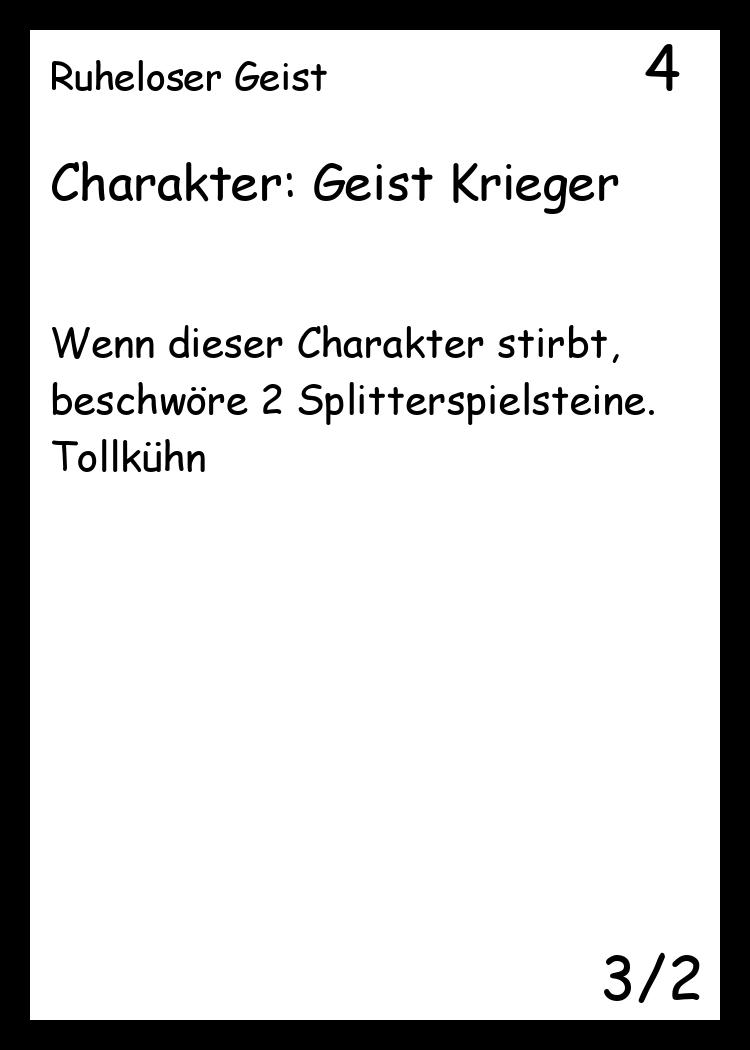 Ruheloser Geist
4
Charakter: Geist Krieger
Wenn dieser Charakter stirbt,
beschwöre 2 Splitterspielsteine.
Tollkühn
3/2